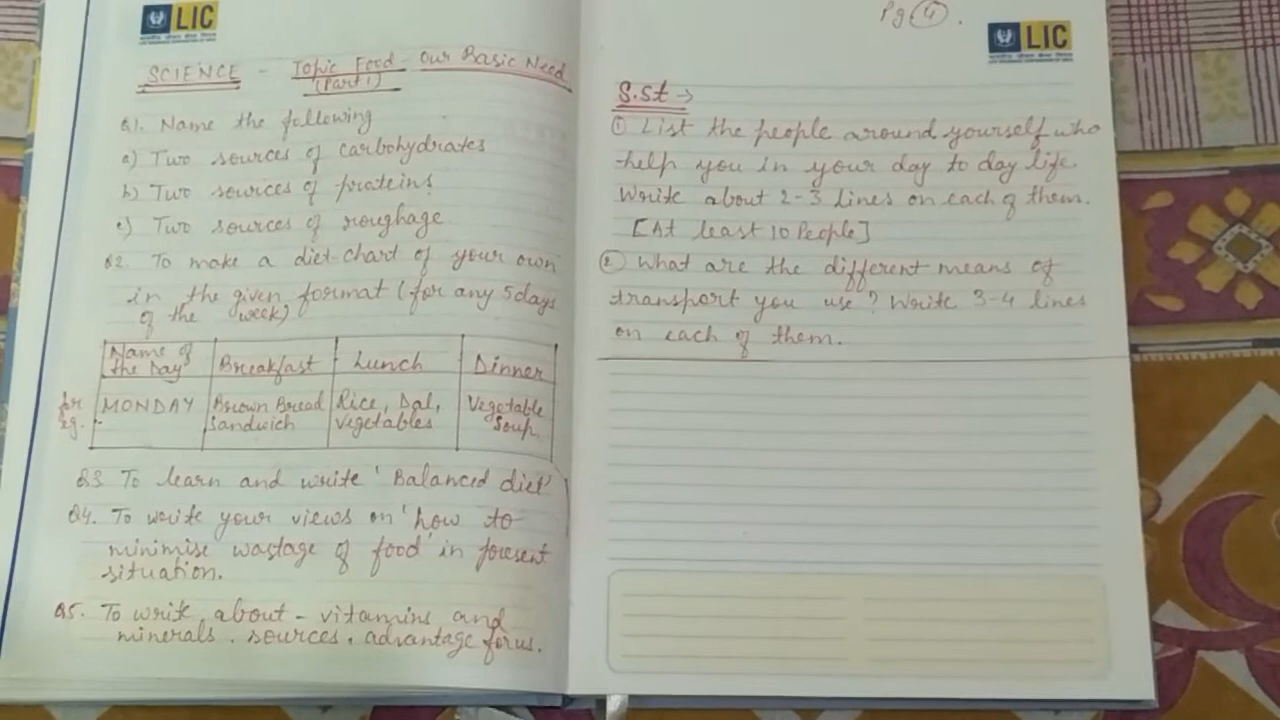 LIC
SCIENCE - Topic Food - Our Basic Need
(Part 1)
Q1. Name the following
a) Two sources of carbohydrates
b) Two sources of proteins
c) Two sources of roughage
Q2. To make a diet-chart of your own
in the given format (for any 5 days
of the week)
Name of the Day Breakfast Lunch Dinner
for eg. MONDAY Brown Bread Sandwich Rice, Dal, Vegetables Vegetable Soup.
Q3 To learn and write 'Balanced diet'
Q4. To write your views on 'how to
minimise wastage of food' in present
situation.
Q5. To write about - vitamins and
minerals. sources. advantage for us.
Pg 4.
LIC
S.St →
① List the people around yourself who
help you in your day to day life.
Write about 2-3 lines on each of them.
[At least 10 People]
② What are the different means of
transport you use? Write 3-4 lines
on each of them.